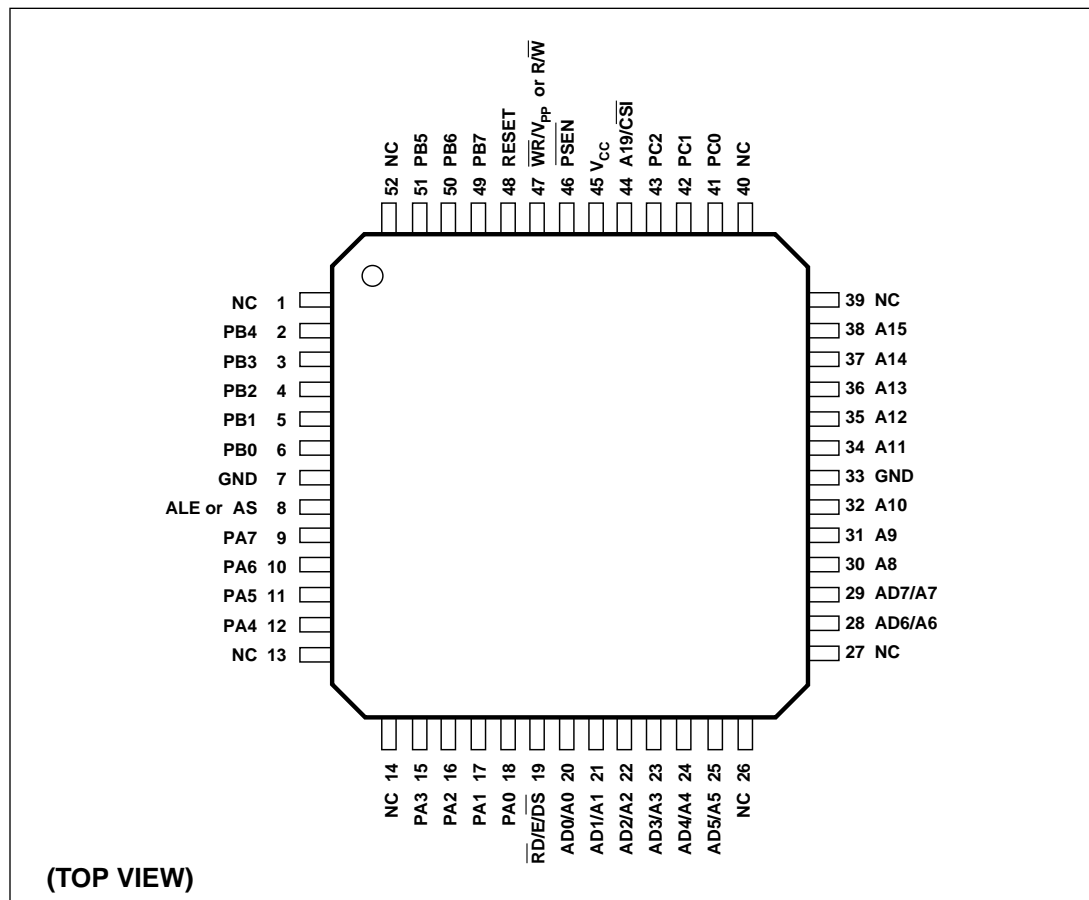 52 NC
51 PB5
50 PB6
49 PB7
48 RESET
47 W̅R̅/VPP or R/W̅
46 P̅S̅E̅N̅
45 VCC
44 A19/C̅S̅I̅
43 PC2
42 PC1
41 PC0
40 NC
NC 1
PB4 2
PB3 3
PB2 4
PB1 5
PB0 6
GND 7
ALE or AS 8
PA7 9
PA6 10
PA5 11
PA4 12
NC 13
39 NC
38 A15
37 A14
36 A13
35 A12
34 A11
33 GND
32 A10
31 A9
30 A8
29 AD7/A7
28 AD6/A6
27 NC
NC 14
PA3 15
PA2 16
PA1 17
PA0 18
R̅D̅/E/D̅S̅ 19
AD0/A0 20
AD1/A1 21
AD2/A2 22
AD3/A3 23
AD4/A4 24
AD5/A5 25
NC 26
(TOP VIEW)